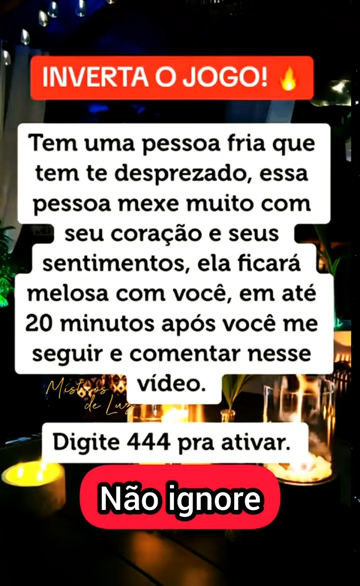 INVERTA O JOGO! 🔥
Tem uma pessoa fria que
tem te desprezado, essa
pessoa mexe muito com
seu coração e seus
sentimentos, ela ficará
melosa com você, em até
20 minutos após você me
seguir e comentar nesse
vídeo.
de Luz
Digite 444 pra ativar.
Não ignore